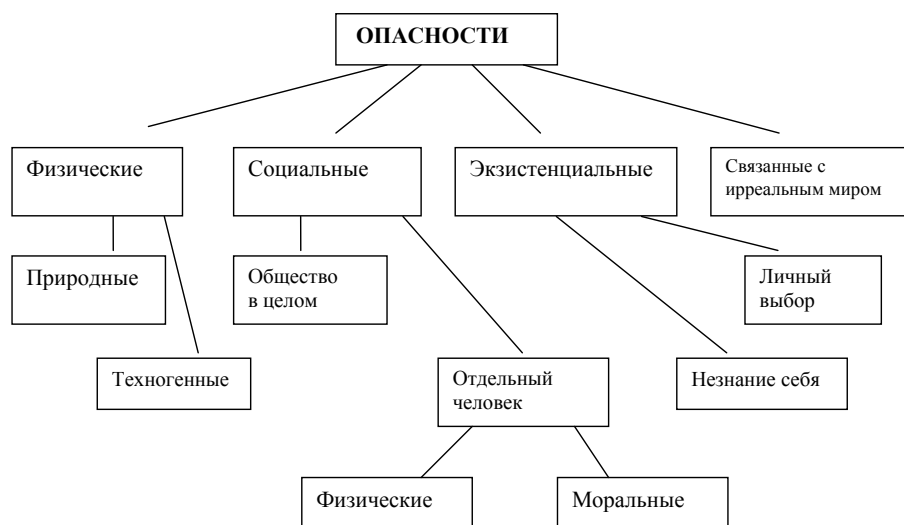 ОПАСНОСТИ
Физические
Социальные
Экзистенциальные
Связанные с
ирреальным миром
Природные
Общество
в целом
Личный
выбор
Техногенные
Отдельный
человек
Незнание себя
Физические
Моральные